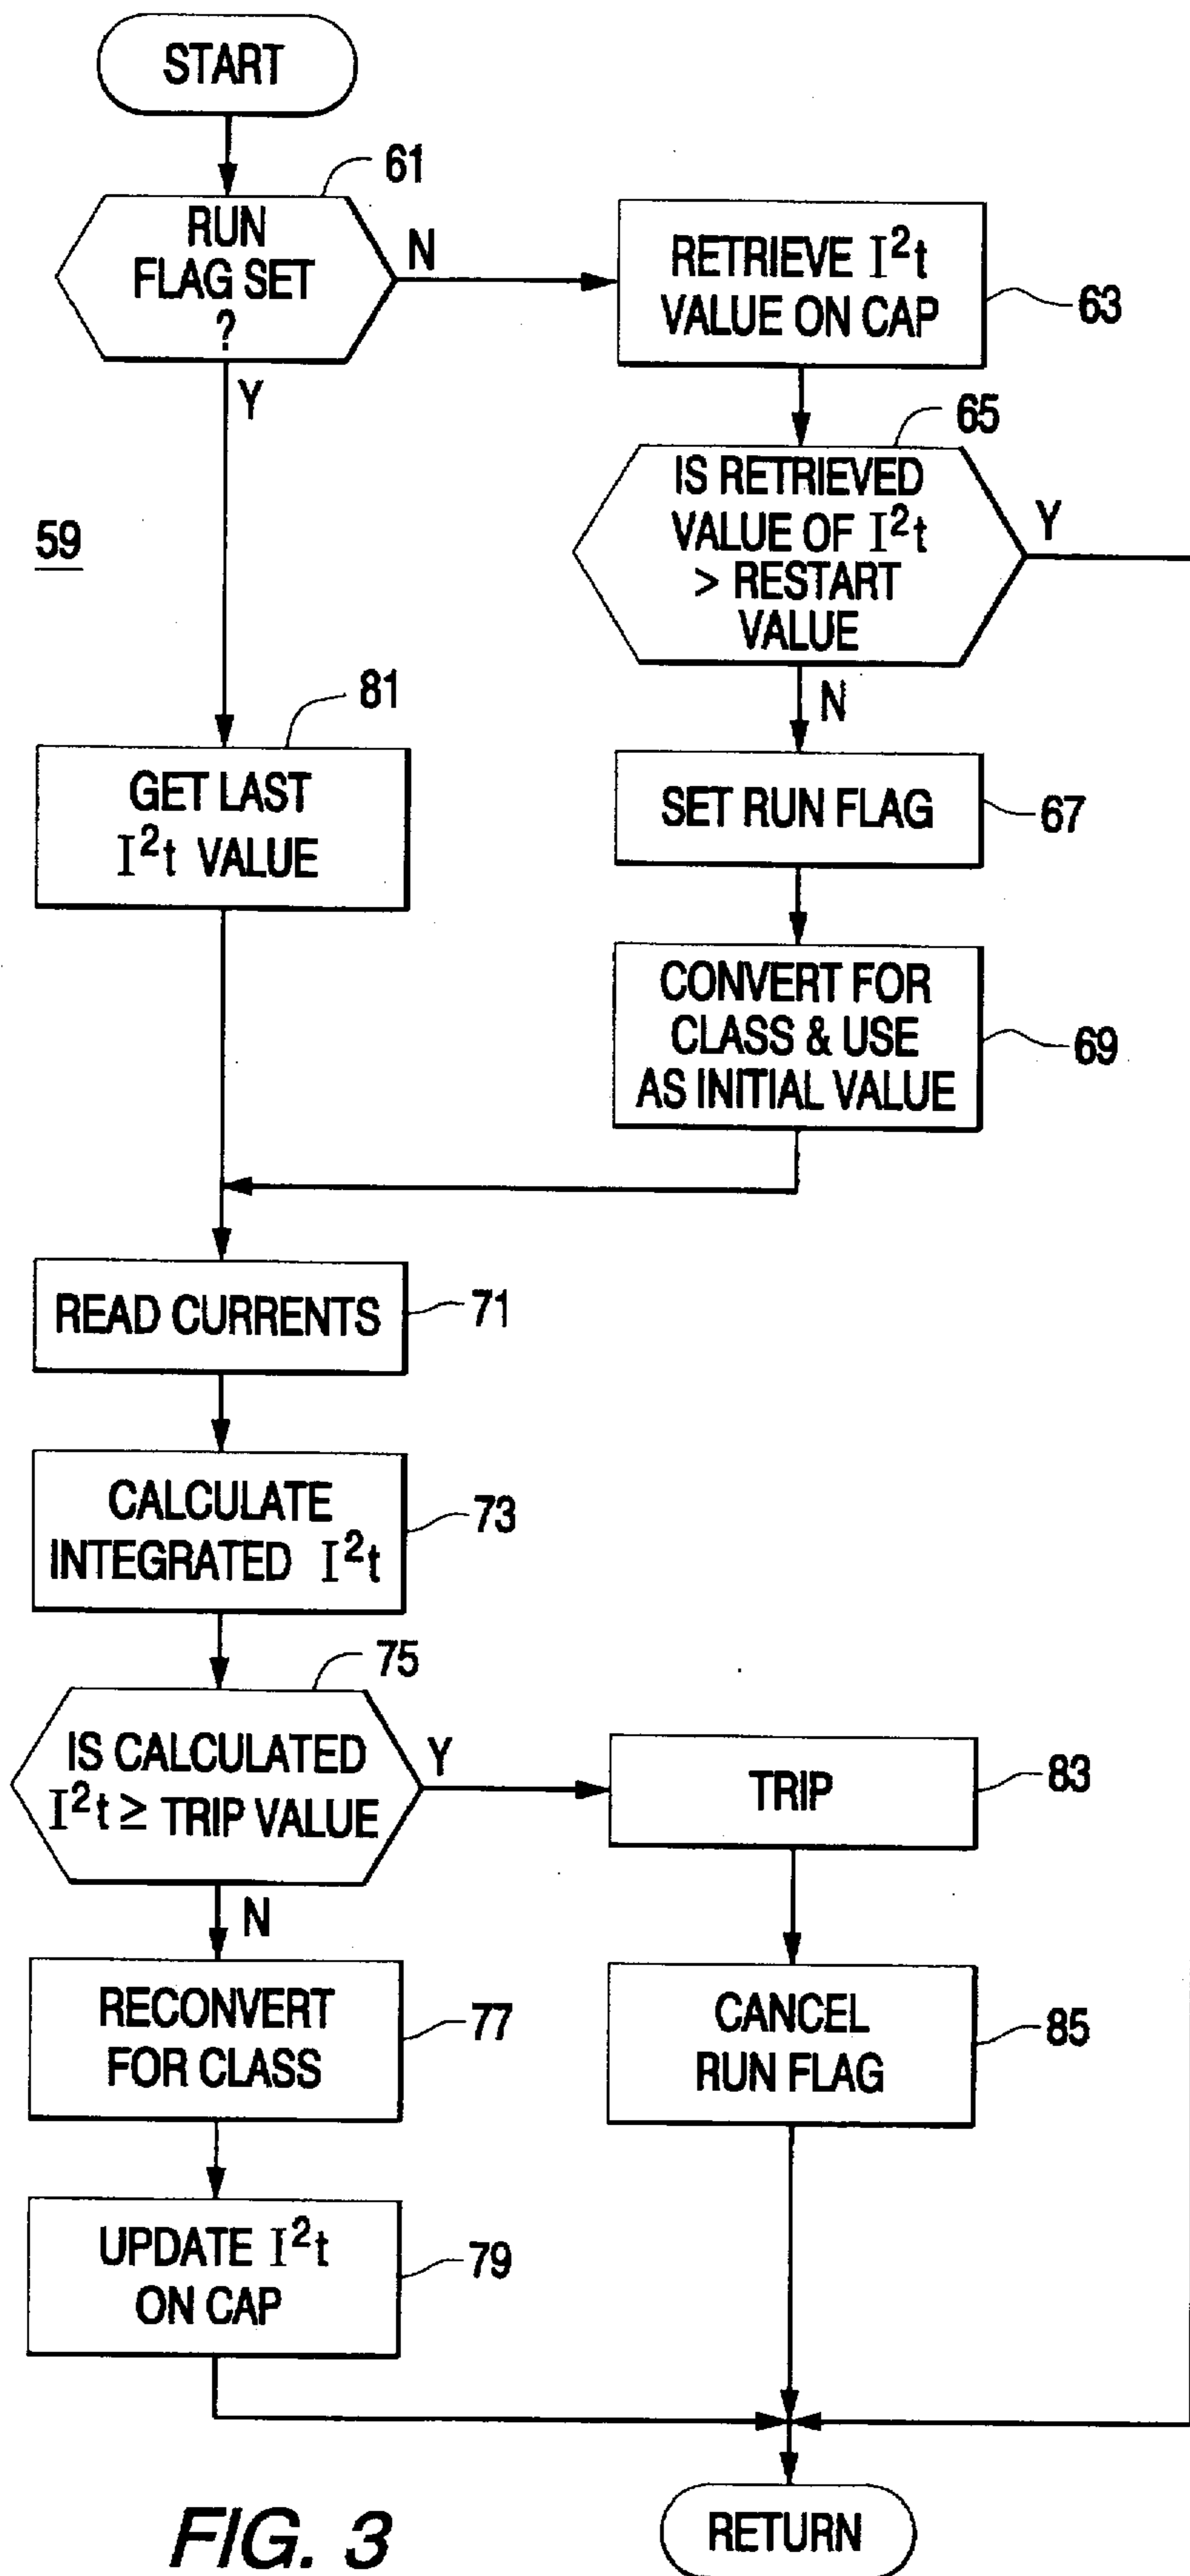 START
61
RUN
FLAG SET
?
N
Y
RETRIEVE I²t
VALUE ON CAP
63
65
IS RETRIEVED
VALUE OF I²t
> RESTART
VALUE
Y
N
59
81
GET LAST
I²t VALUE
SET RUN FLAG
67
CONVERT FOR
CLASS & USE
AS INITIAL VALUE
69
READ CURRENTS
71
CALCULATE
INTEGRATED I²t
73
75
IS CALCULATED
I²t ≥ TRIP VALUE
Y
N
TRIP
83
RECONVERT
FOR CLASS
77
CANCEL
RUN FLAG
85
UPDATE I²t
ON CAP
79
RETURN
FIG. 3